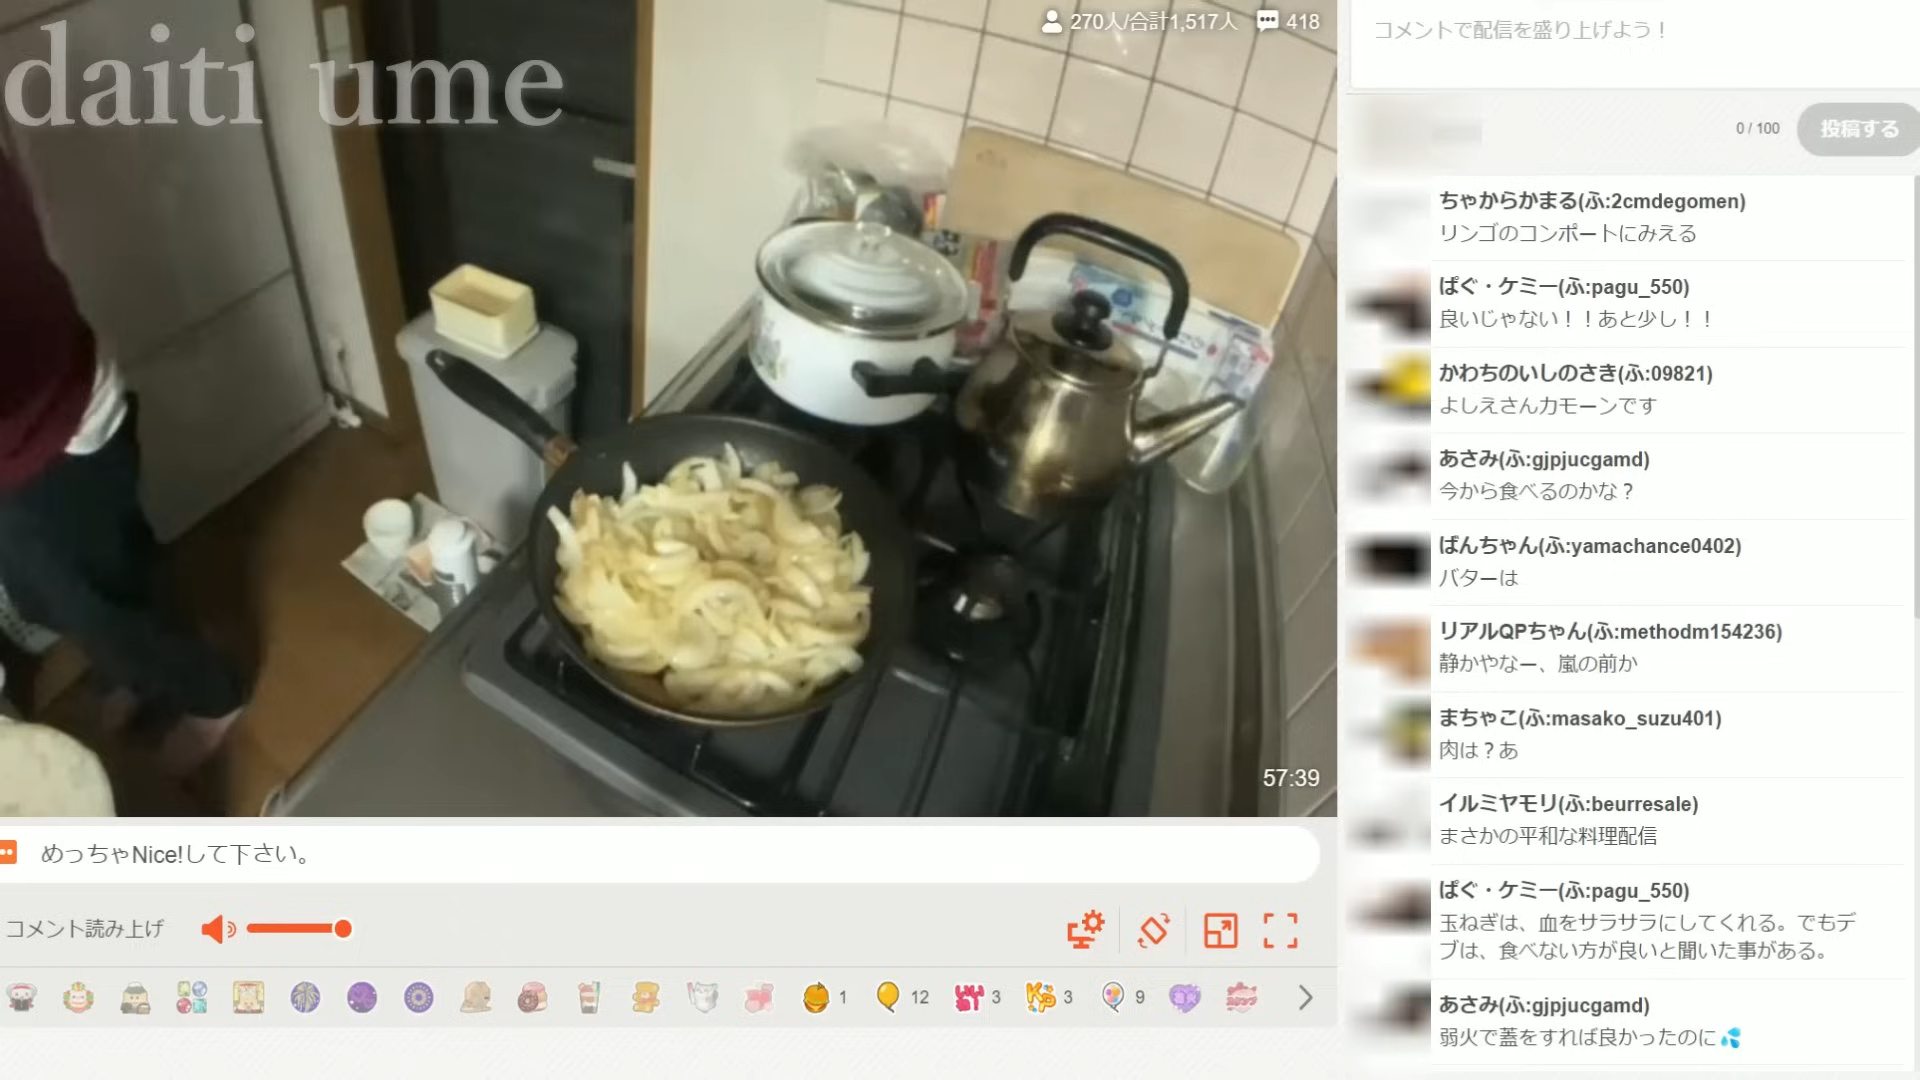 daiti ume
270人/合計1,517人 418
57:39
めっちゃNice!して下さい。
コメント読み上げ
1 12 3 3 9
コメントで配信を盛り上げよう！
0 / 100 投稿する
ちゃからかまる(ふ:2cmdegomen)
リンゴのコンポートにみえる
ぱぐ・ケミー(ふ:pagu_550)
良いじゃない！！あと少し！！
かわちのいしのさき(ふ:09821)
よしえさんカモーンです
あさみ(ふ:gjpjucgamd)
今から食べるのかな？
ばんちゃん(ふ:yamachance0402)
バターは
リアルQPちゃん(ふ:methodm154236)
静かやなー、嵐の前か
まちゃこ(ふ:masako_suzu401)
肉は？あ
イルミヤモリ(ふ:beurresale)
まさかの平和な料理配信
ぱぐ・ケミー(ふ:pagu_550)
玉ねぎは、血をサラサラにしてくれる。でもデ
ブは、食べない方が良いと聞いた事がある。
あさみ(ふ:gjpjucgamd)
弱火で蓋をすれば良かったのに💦